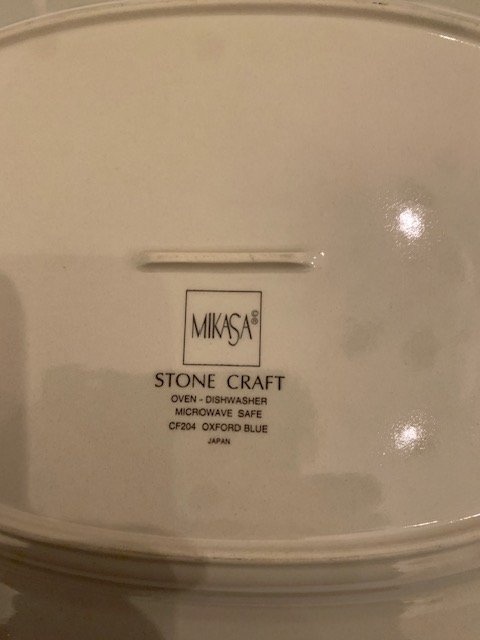 MIKASA ®©
STONE CRAFT
OVEN - DISHWASHER
MICROWAVE SAFE
CF204 OXFORD BLUE
JAPAN